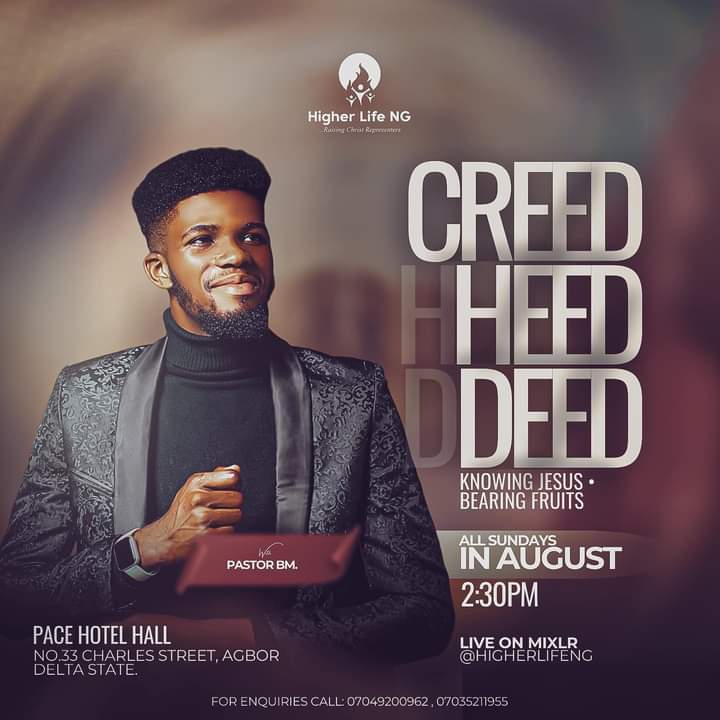 Higher Life NG
Raising Christ Representers
CREED
HEED
DEED
KNOWING JESUS •
BEARING FRUITS
ALL SUNDAYS
IN AUGUST
2:30PM
With
PASTOR BM.
PACE HOTEL HALL
NO.33 CHARLES STREET, AGBOR
DELTA STATE.
LIVE ON MIXLR
@HIGHERLIFENG
FOR ENQUIRIES CALL: 07049200962 , 07035211955